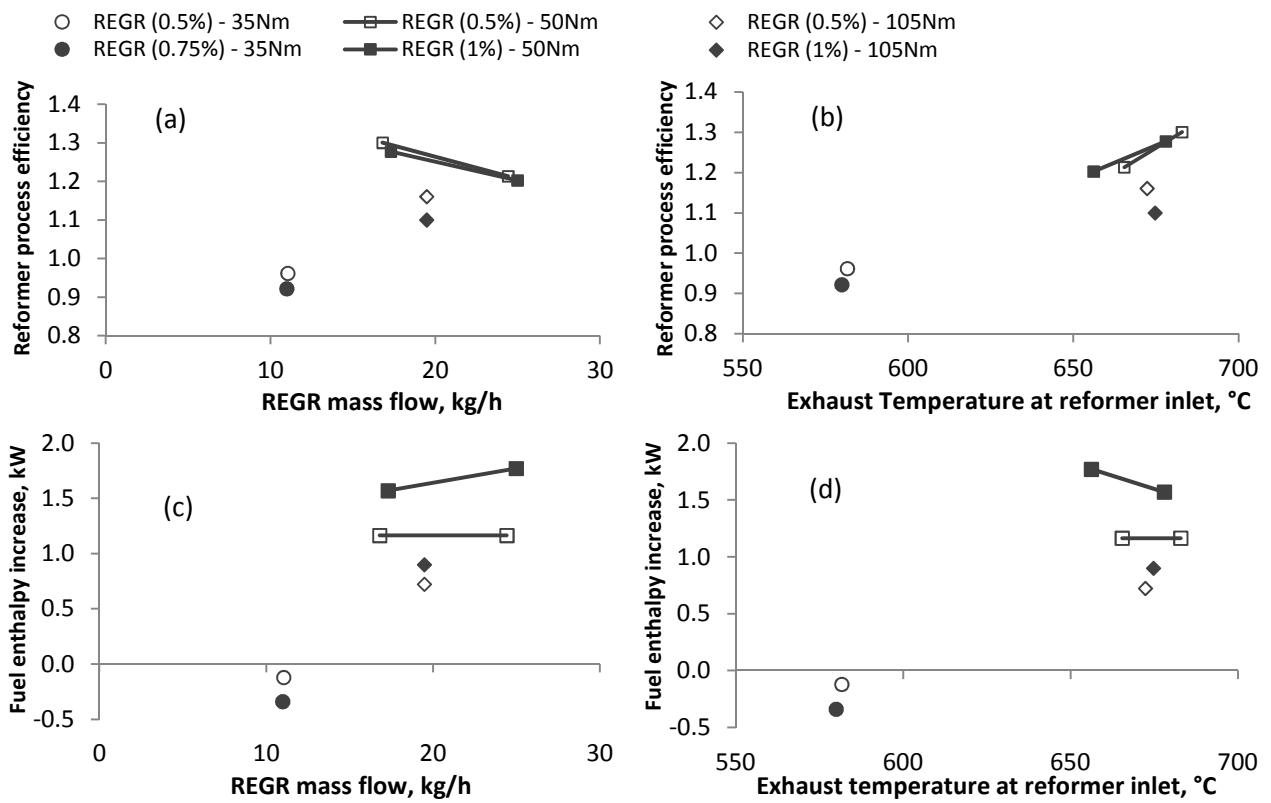 REGR (0.5%) - 35Nm REGR (0.5%) - 50Nm REGR (0.5%) - 105Nm
REGR (0.75%) - 35Nm REGR (1%) - 50Nm REGR (1%) - 105Nm
(a)
Reformer process efficiency
1.4
1.3
1.2
1.1
1.0
0.9
0.8
0 10 20 30
REGR mass flow, kg/h
(b)
Reformer process efficiency
1.4
1.3
1.2
1.1
1.0
0.9
0.8
550 600 650 700
Exhaust Temperature at reformer inlet, °C
(c)
Fuel enthalpy increase, kW
2.0
1.5
1.0
0.5
0.0
-0.5
0 10 20 30
REGR mass flow, kg/h
(d)
Fuel enthalpy increase, kW
2.0
1.5
1.0
0.5
0.0
-0.5
550 600 650 700
Exhaust temperature at reformer inlet, °C